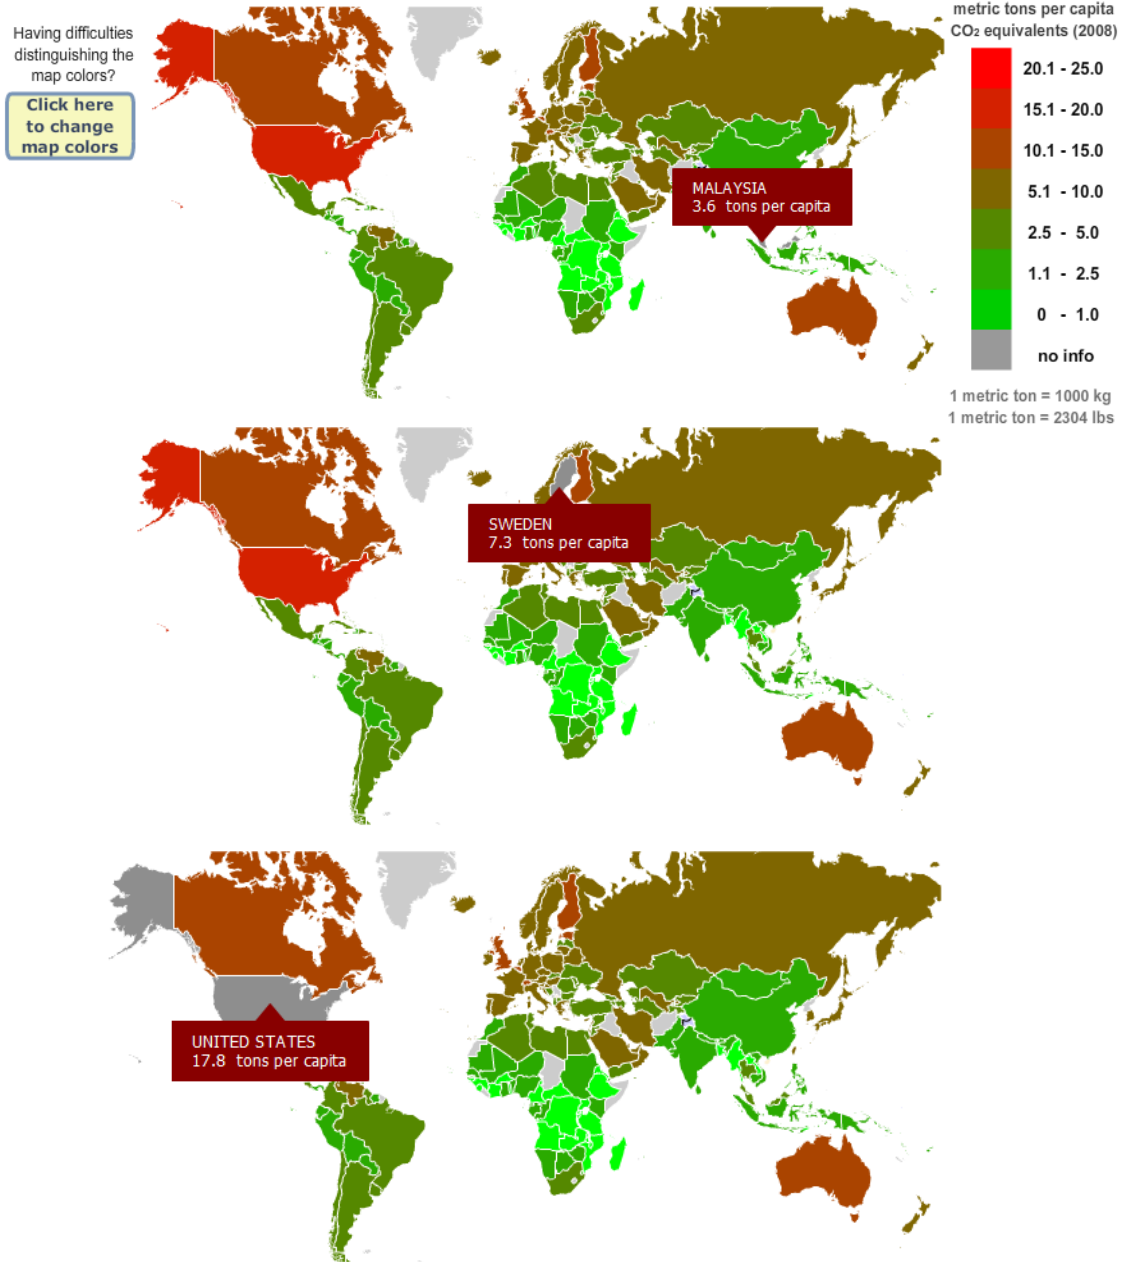 Having difficulties
distinguishing the
map colors?
Click here
to change
map colors
metric tons per capita
CO₂ equivalents (2008)
20.1 - 25.0
15.1 - 20.0
10.1 - 15.0
5.1 - 10.0
2.5 - 5.0
1.1 - 2.5
0 - 1.0
no info
1 metric ton = 1000 kg
1 metric ton = 2304 lbs
MALAYSIA
3.6 tons per capita
SWEDEN
7.3 tons per capita
UNITED STATES
17.8 tons per capita